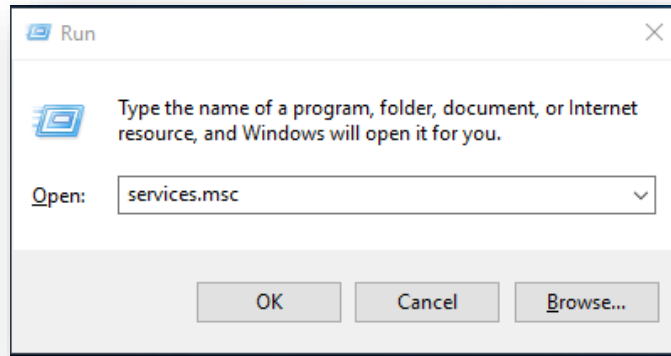 Run
Type the name of a program, folder, document, or Internet
resource, and Windows will open it for you.
Open: services.msc
OK Cancel Browse...